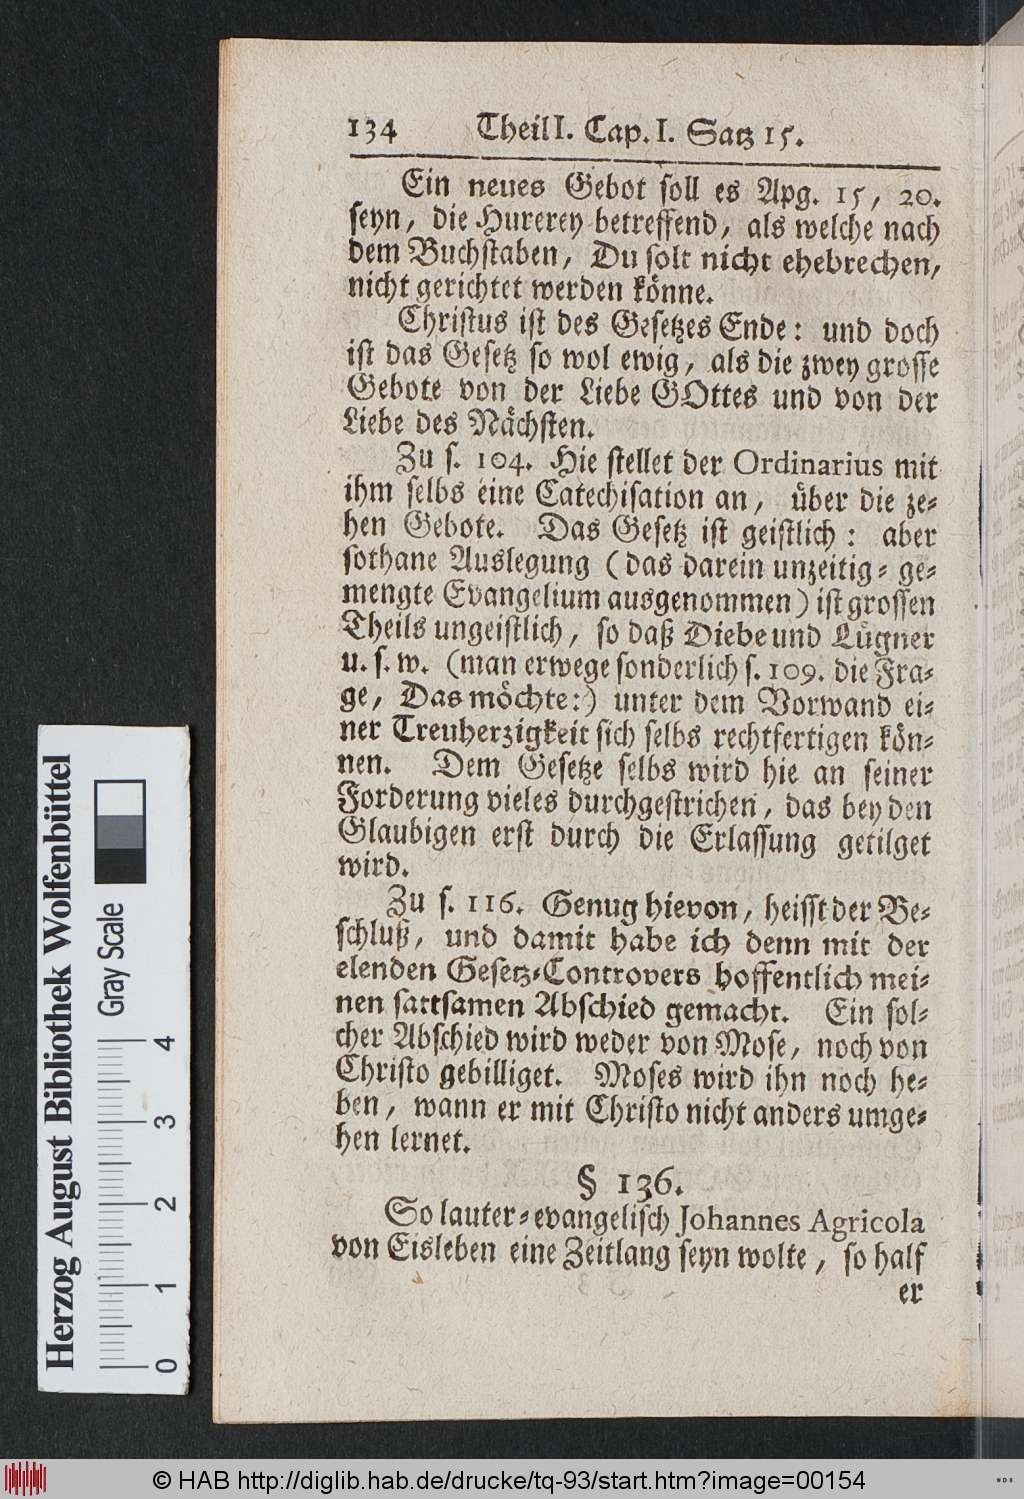 134 Theil I. Cap. I. Satz 15.
Ein neues Gebot soll es Apg. 15, 20.
seyn, die Hurerey betreffend, als welche nach
dem Buchstaben, Du solt nicht ehebrechen,
nicht gerichtet werden könne.
Christus ist des Gesetzes Ende: und doch
ist das Gesetz so wol ewig, als die zwey grosse
Gebote von der Liebe GOttes und von der
Liebe des Nächsten.
Zu s. 104. Hie stellet der Ordinarius mit
ihm selbs eine Catechisation an, über die ze-
hen Gebote. Das Gesetz ist geistlich: aber
sothane Auslegung (das darein unzeitig-ge-
mengte Evangelium ausgenommen) ist grossen
Theils ungeistlich, so daß Diebe und Lügner
u. s. w. (man erwege sonderlich s. 109. die Fra-
ge, Das möchte:) unter dem Vorwand ei-
ner Treuherzigkeit sich selbs rechtfertigen kön-
nen. Dem Gesetze selbs wird hie an seiner
Forderung vieles durchgestrichen, das bey den
Glaubigen erst durch die Erlassung getilget
wird.
Zu s. 116. Genug hievon, heisst der Be-
schluß, und damit habe ich denn mit der
elenden Gesetz-Controvers hoffentlich mei-
nen sattsamen Abschied gemacht. Ein sol-
cher Abschied wird weder von Mose, noch von
Christo gebilliget. Moses wird ihn noch he-
ben, wann er mit Christo nicht anders umge-
hen lernet.
§ 136.
So lauter-evangelisch Johannes Agricola
von Eisleben eine Zeitlang seyn wolte, so half
er
Herzog August Bibliothek Wolfenbüttel
Gray Scale
0 1 2 3 4
© HAB http://diglib.hab.de/drucke/tq-93/start.htm?image=00154